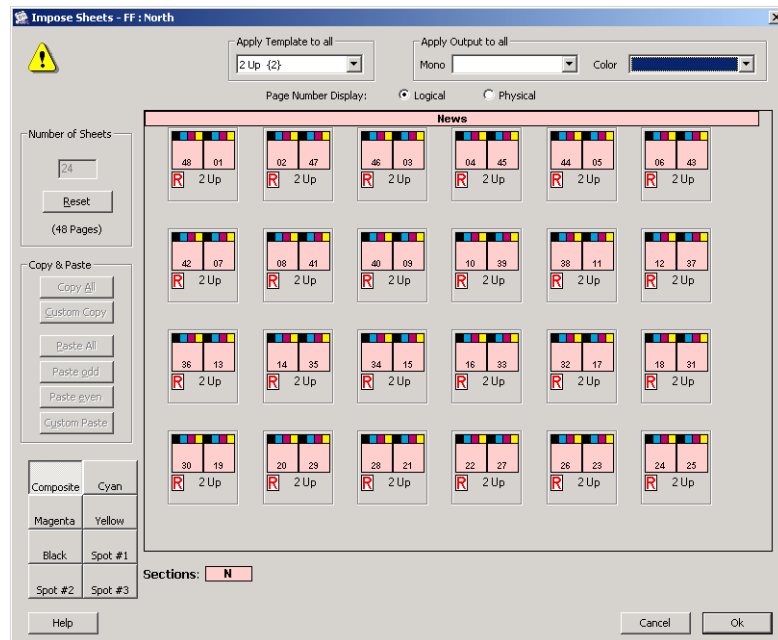 Impose Sheets - FF : North
Apply Template to all
Apply Output to all
2 Up {2}
Mono
Color
Page Number Display:
Logical
Physical
News
Number of Sheets
24
Reset
(48 Pages)
Copy & Paste
Copy All
Custom Copy
Paste All
Paste odd
Paste even
Custom Paste
Composite Cyan
Magenta Yellow
Black Spot #1
Spot #2 Spot #3
48 01 02 47 46 03 04 45 44 05 06 43
R 2 Up R 2 Up R 2 Up R 2 Up R 2 Up R 2 Up
42 07 08 41 40 09 10 39 38 11 12 37
R 2 Up R 2 Up R 2 Up R 2 Up R 2 Up R 2 Up
36 13 14 35 34 15 16 33 32 17 18 31
R 2 Up R 2 Up R 2 Up R 2 Up R 2 Up R 2 Up
30 19 20 29 28 21 22 27 26 23 24 25
R 2 Up R 2 Up R 2 Up R 2 Up R 2 Up R 2 Up
Sections: N
Help
Cancel
Ok